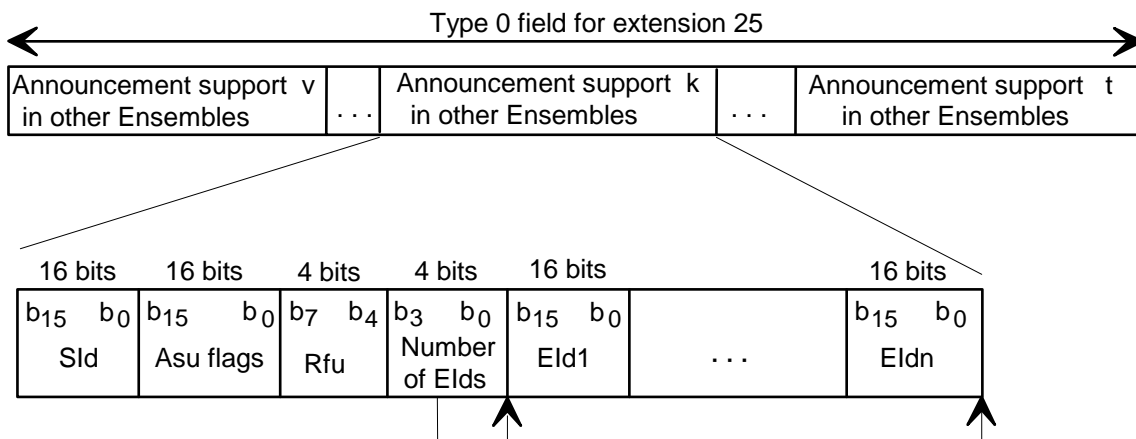 Type 0 field for extension 25
Announcement support v
in other Ensembles
. . .
Announcement support k
in other Ensembles
. . .
Announcement support t
in other Ensembles
16 bits 16 bits 4 bits 4 bits 16 bits 16 bits
b15 b0 b15 b0 b7 b4 b3 b0 b15 b0 b15 b0
SId Asu flags Rfu Number of EIds EId1 . . . EIdn